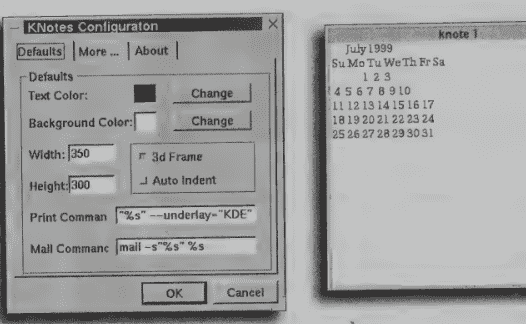 KNotes Configuraton
Defaults
More ...
About
Defaults
Text Color:
Change
Background Color:
Change
Width: 350
3d Frame
Height: 300
Auto Indent
Print Comman "%s" --underlay="KDE"
Mail Commanc mail -s"%s" %s
OK
Cancel
knote 1
July 1999
Su Mo Tu We Th Fr Sa
1 2 3
4 5 6 7 8 9 10
11 12 13 14 15 16 17
18 19 20 21 22 23 24
25 26 27 28 29 30 31